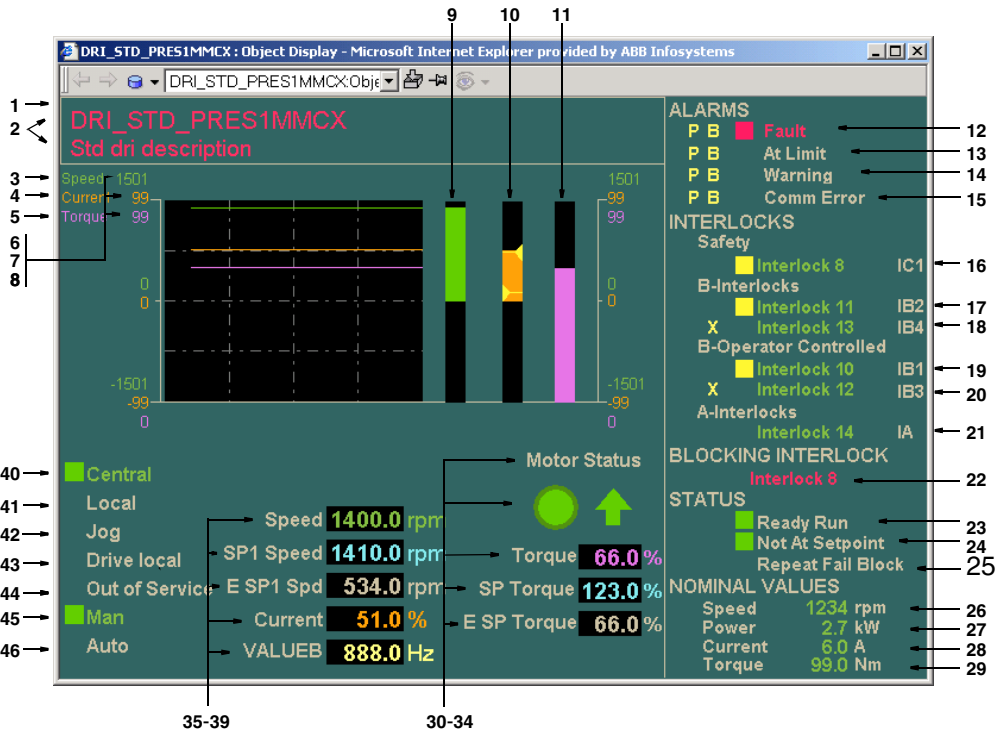 9 10 11
DRI_STD_PRES1MMCX : Object Display - Microsoft Internet Explorer provided by ABB Infosystems
DRI_STD_PRES1MMCX:Obje
1
2
DRI_STD_PRES1MMCX
Std dri description
3 Speed 1501 1501
4 Current 99 99
5 Torque 99 99
6
7
8
0 0
0 0
-1501 -1501
-99 -99
0 0
ALARMS
P B Fault 12
P B At Limit 13
P B Warning 14
P B Comm Error 15
INTERLOCKS
Safety
Interlock 8 IC1 16
B-Interlocks
Interlock 11 IB2 17
X Interlock 13 IB4 18
B-Operator Controlled
Interlock 10 IB1 19
X Interlock 12 IB3 20
A-Interlocks
Interlock 14 IA 21
BLOCKING INTERLOCK
Interlock 8 22
STATUS
Ready Run 23
Not At Setpoint 24
Repeat Fail Block 25
NOMINAL VALUES
Speed 1234 rpm 26
Power 2.7 kW 27
Current 6.0 A 28
Torque 99.0 Nm 29
40 Central
41 Local
42 Jog
43 Drive local
44 Out of Service
45 Man
46 Auto
Speed 1400.0 rpm
SP1 Speed 1410.0 rpm
E SP1 Spd 534.0 rpm
Current 51.0 %
VALUEB 888.0 Hz
Motor Status
Torque 66.0 %
SP Torque 123.0 %
E SP Torque 66.0 %
35-39 30-34